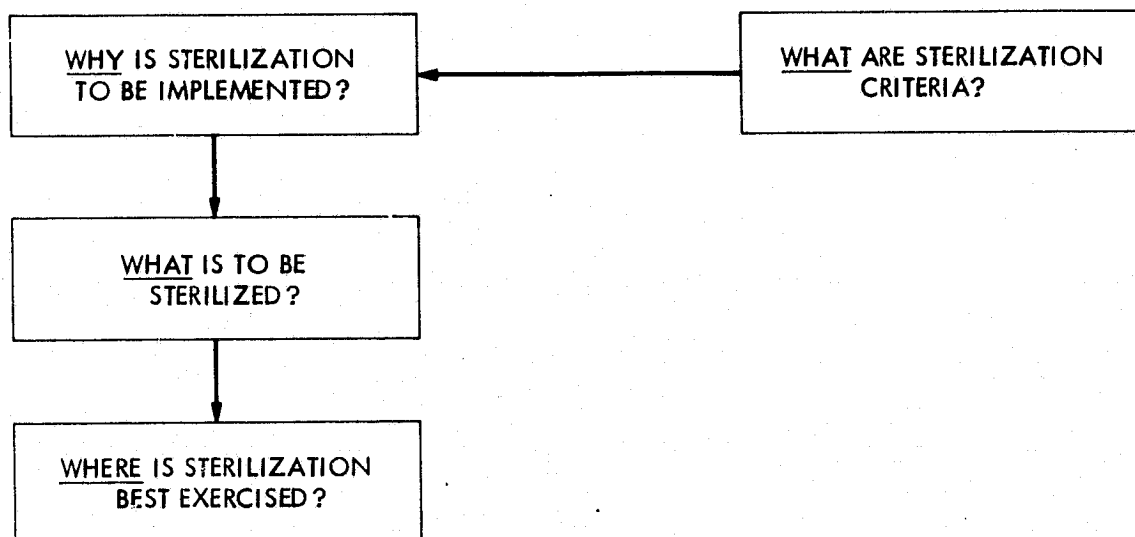 WHY IS STERILIZATION
TO BE IMPLEMENTED?
WHAT ARE STERILIZATION
CRITERIA?
WHAT IS TO BE
STERILIZED?
WHERE IS STERILIZATION
BEST EXERCISED?